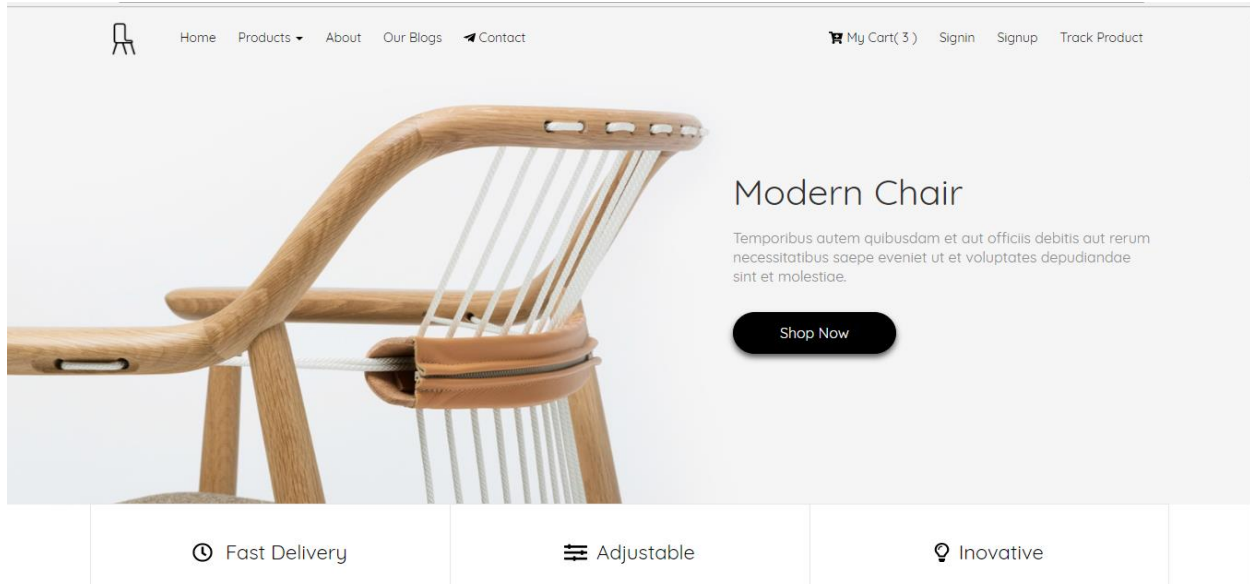 Home Products About Our Blogs Contact My Cart( 3 ) Signin Signup Track Product
Modern Chair
Temporibus autem quibusdam et aut officiis debitis aut rerum
necessitatibus saepe eveniet ut et voluptates depudiandae
sint et molestiae.
Shop Now
Fast Delivery Adjustable Inovative